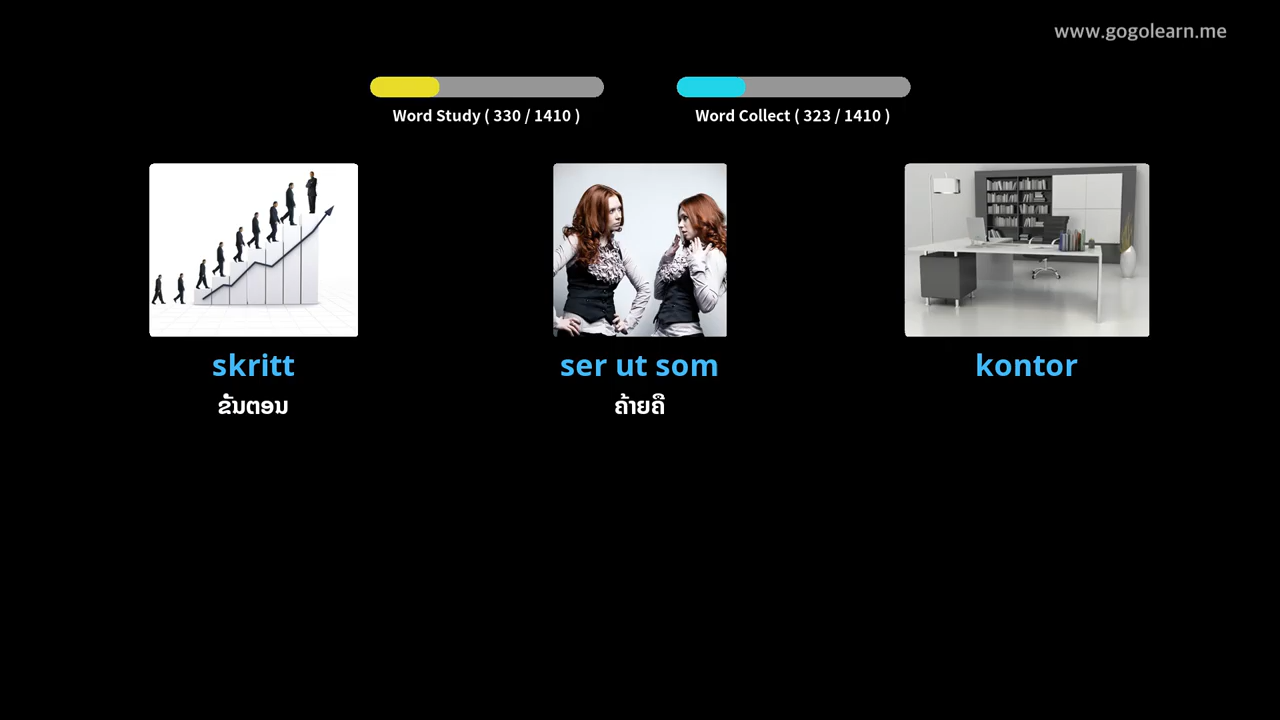 www.gogolearn.me
Word Study ( 330 / 1410 )
Word Collect ( 323 / 1410 )
skritt
ser ut som
kontor
ຂັ້ນຕອນ
ຄ້າຍຄື